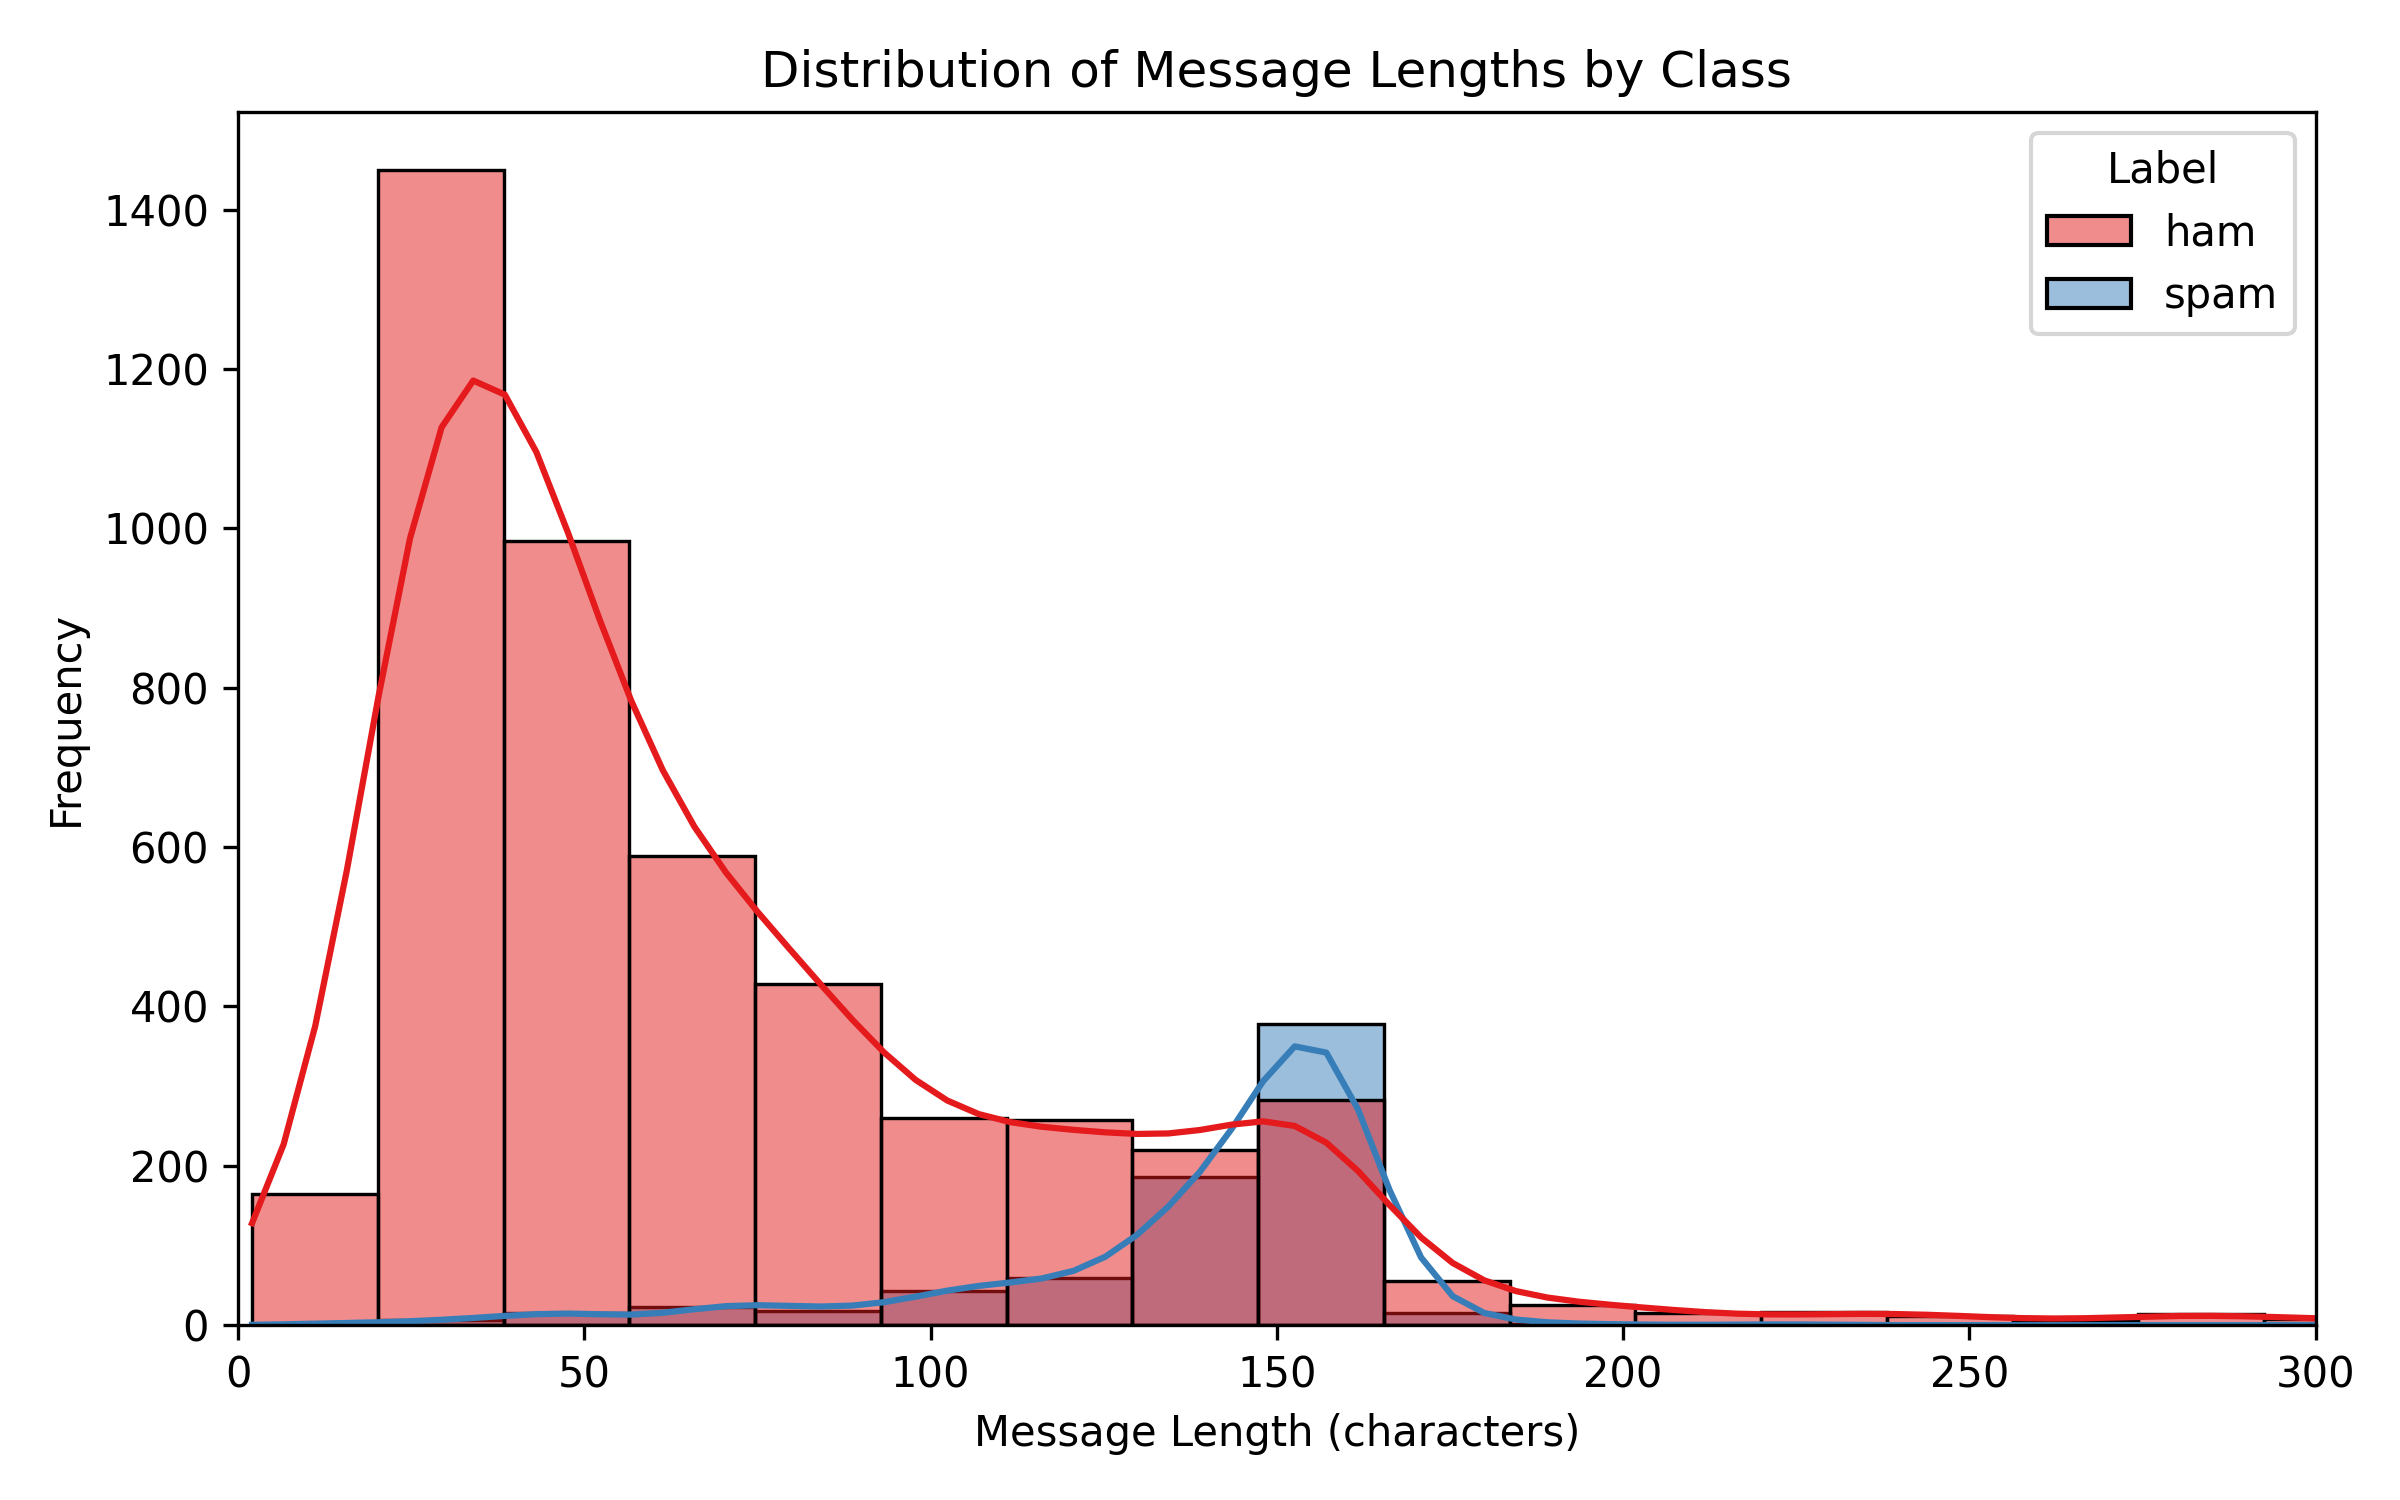 Distribution of Message Lengths by Class
Label
ham
spam
Frequency
1400
1200
1000
800
600
400
200
0
0 50 100 150 200 250 300
Message Length (characters)